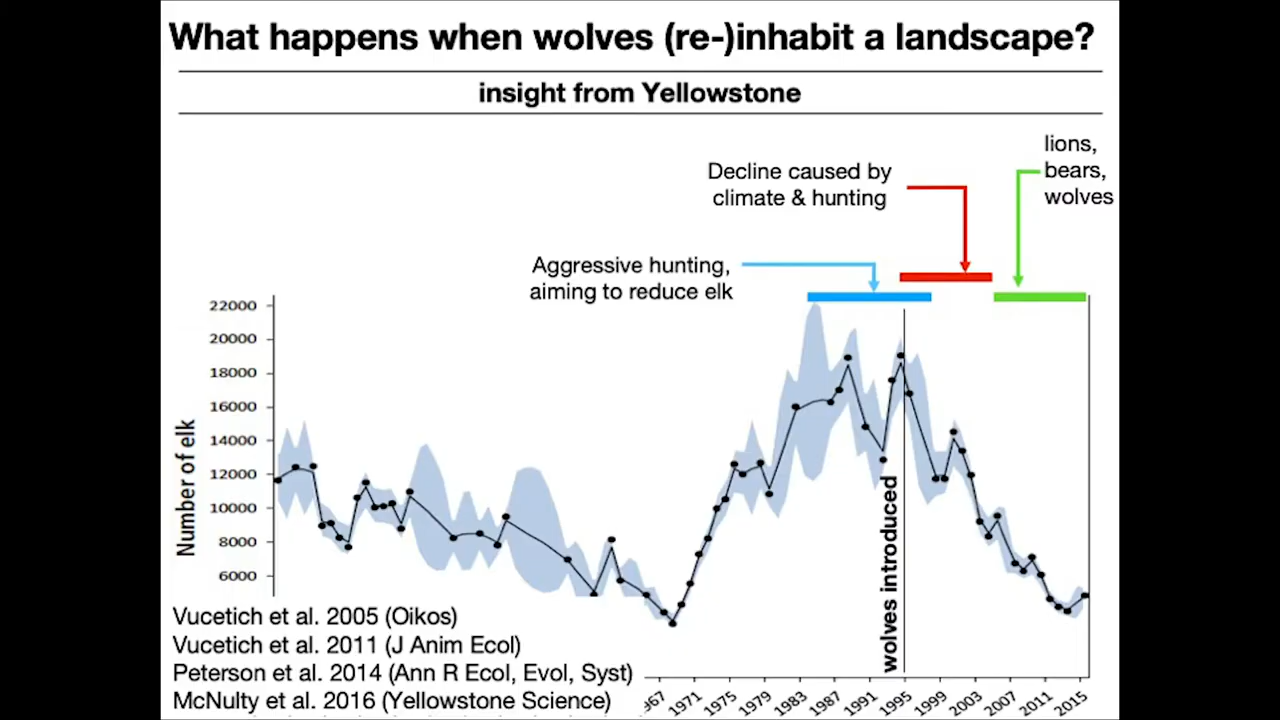 What happens when wolves (re-)inhabit a landscape?
insight from Yellowstone
lions,
bears,
wolves
Decline caused by
climate & hunting
Aggressive hunting,
aiming to reduce elk
22000
20000
18000
16000
14000
12000
10000
8000
6000
Number of elk
wolves introduced
Vucetich et al. 2005 (Oikos)
Vucetich et al. 2011 (J Anim Ecol)
Peterson et al. 2014 (Ann R Ecol, Evol, Syst)
McNulty et al. 2016 (Yellowstone Science)
67 1971 1975 1979 1983 1987 1991 1995 1999 2003 2007 2011 2015